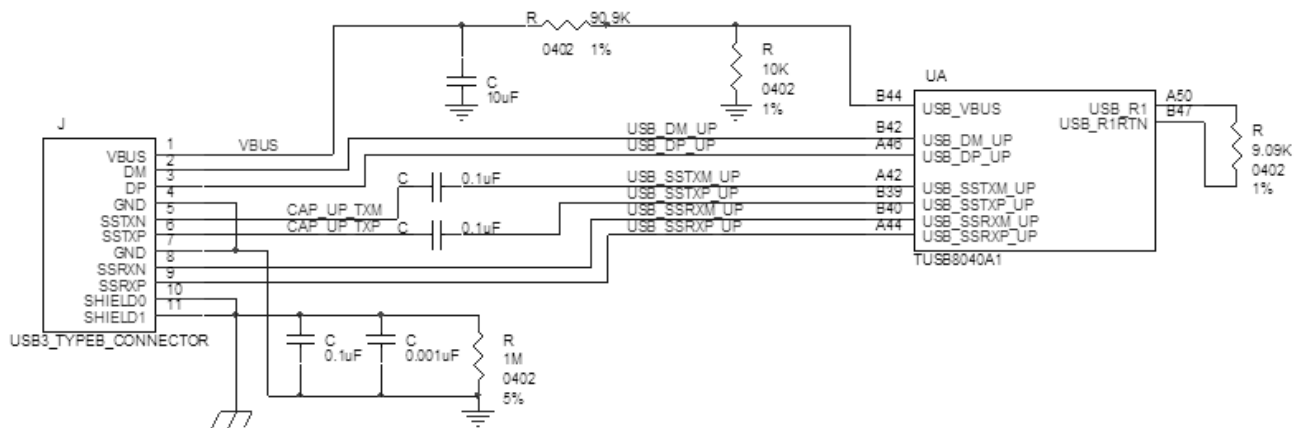 R 90.9K
0402 1%
C
10uF
R
10K
0402
1%
UA
J
1 VBUS
VBUS
2
DM
3
DP
4
GND
5
SSTXN
6
SSTXP
7
GND
8
SSRXN
9
SSRXP
10
SHIELD0
11
SHIELD1
USB3_TYPEB_CONNECTOR
CAP_UP_TXM
CAP_UP_TXP
C 0.1uF
C 0.1uF
USB_DM_UP
USB_DP_UP
USB_SSTXM_UP
USB_SSTXP_UP
USB_SSRXM_UP
USB_SSRXP_UP
B44 USB_VBUS
B42 USB_DM_UP
A46 USB_DP_UP
A42 USB_SSTXM_UP
B39 USB_SSTXP_UP
B40 USB_SSRXM_UP
A44 USB_SSRXP_UP
USB_R1 A50
USB_R1RTN B47
TUSB8040A1
R
9.09K
0402
1%
C
0.1uF
C
0.001uF
R
1M
0402
5%